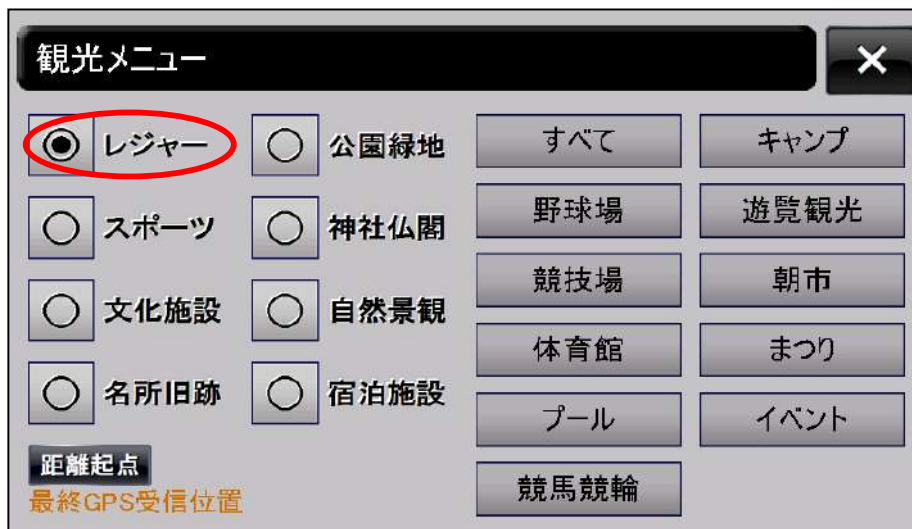 観光メニュー
×
レジャー
公園緑地
すべて
キャンプ
スポーツ
神社仏閣
野球場
遊覧観光
文化施設
自然景観
競技場
朝市
名所旧跡
宿泊施設
体育館
まつり
プール
イベント
距離起点
最終GPS受信位置
競馬競輪